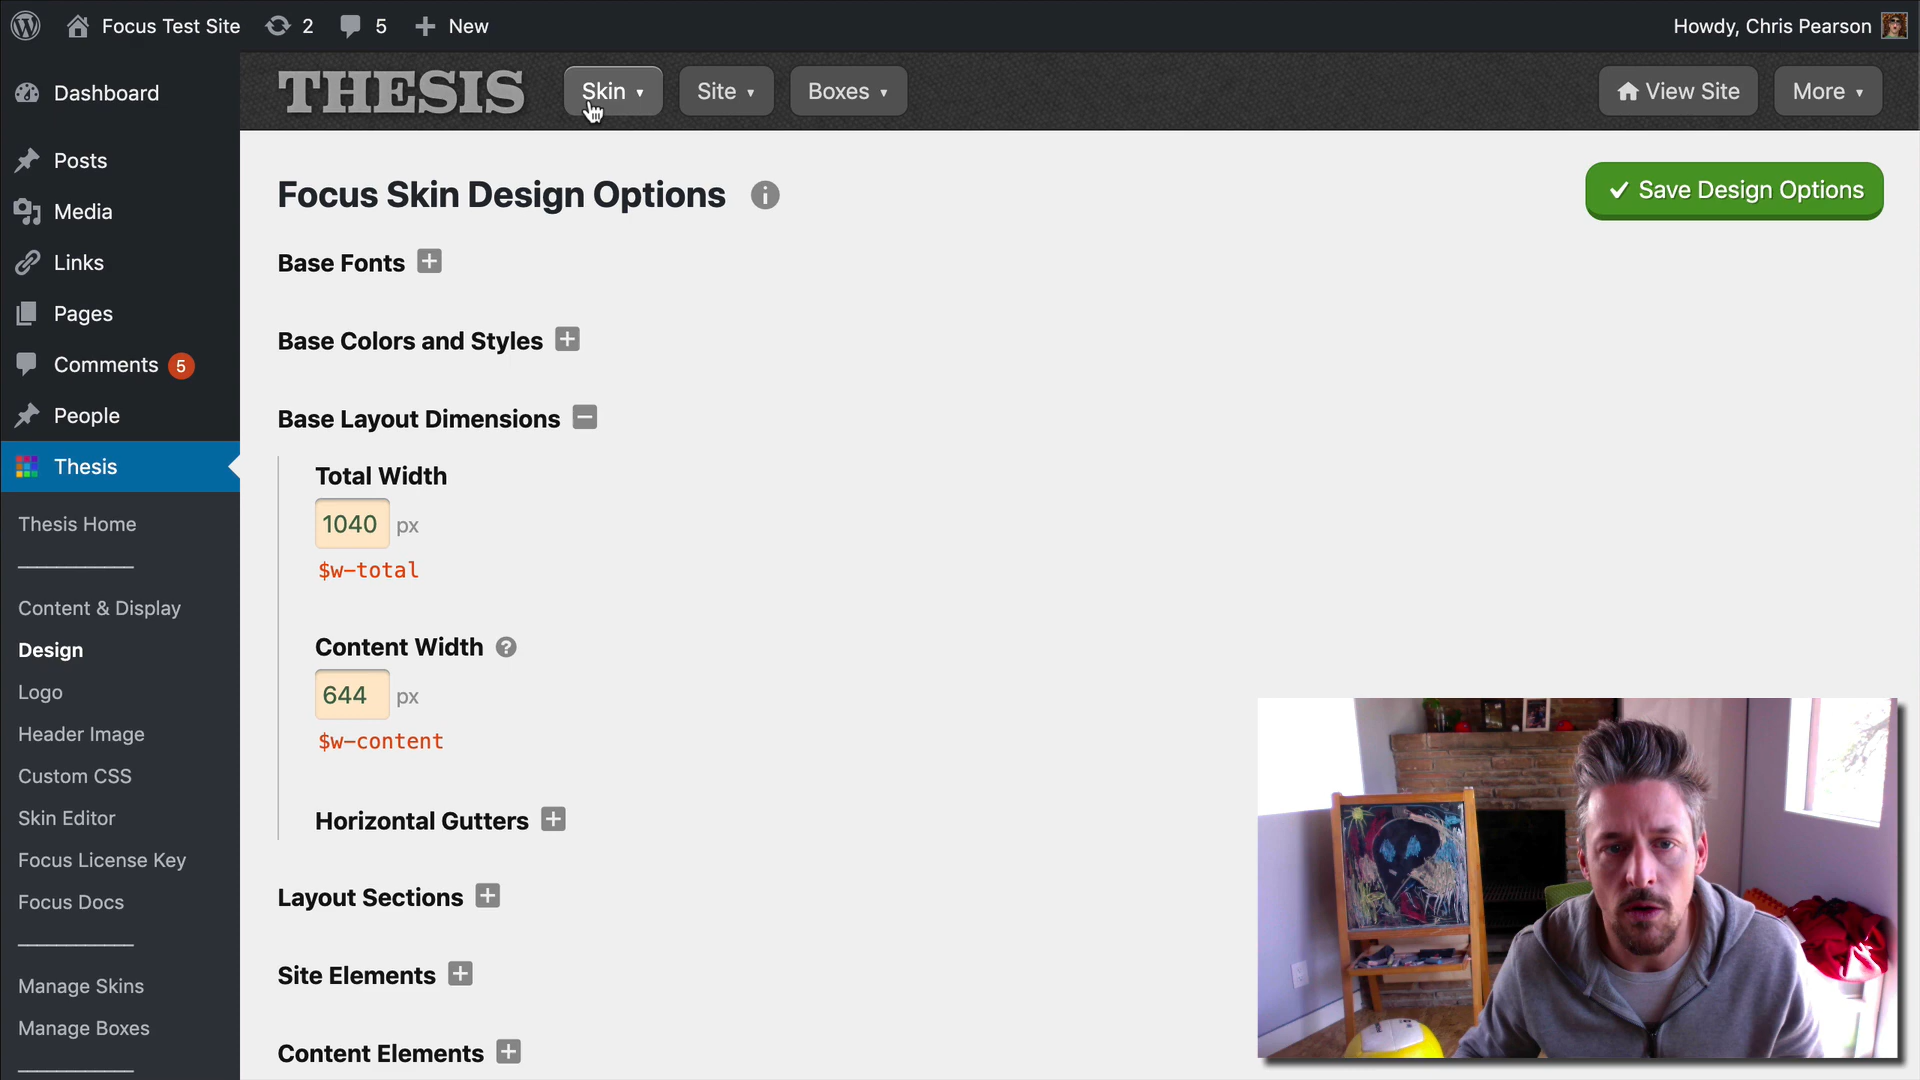 Focus Test Site 2 5 + New Howdy, Chris Pearson
Dashboard
Posts
Media
Links
Pages
Comments 5
People
Thesis
Thesis Home
Content & Display
Design
Logo
Header Image
Custom CSS
Skin Editor
Focus License Key
Focus Docs
Manage Skins
Manage Boxes
THESIS Skin ▾ Site ▾ Boxes ▾ View Site More ▾
Focus Skin Design Options i
✓ Save Design Options
Base Fonts +
Base Colors and Styles +
Base Layout Dimensions −
Total Width
1040 px
$w-total
Content Width ?
644 px
$w-content
Horizontal Gutters +
Layout Sections +
Site Elements +
Content Elements +